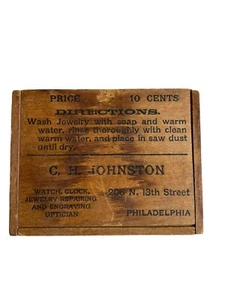 PRICE 10 CENTS
DIRECTIONS.
Wash Jewelry with soap and warm
water, rinse thoroughly with clean
warm water, and place in saw dust
until dry.
C. H. JOHNSTON
WATCH, CLOCK,
JEWELRY REPAIRING
AND ENGRAVING
OPTICIAN
206 N. 13th Street
PHILADELPHIA